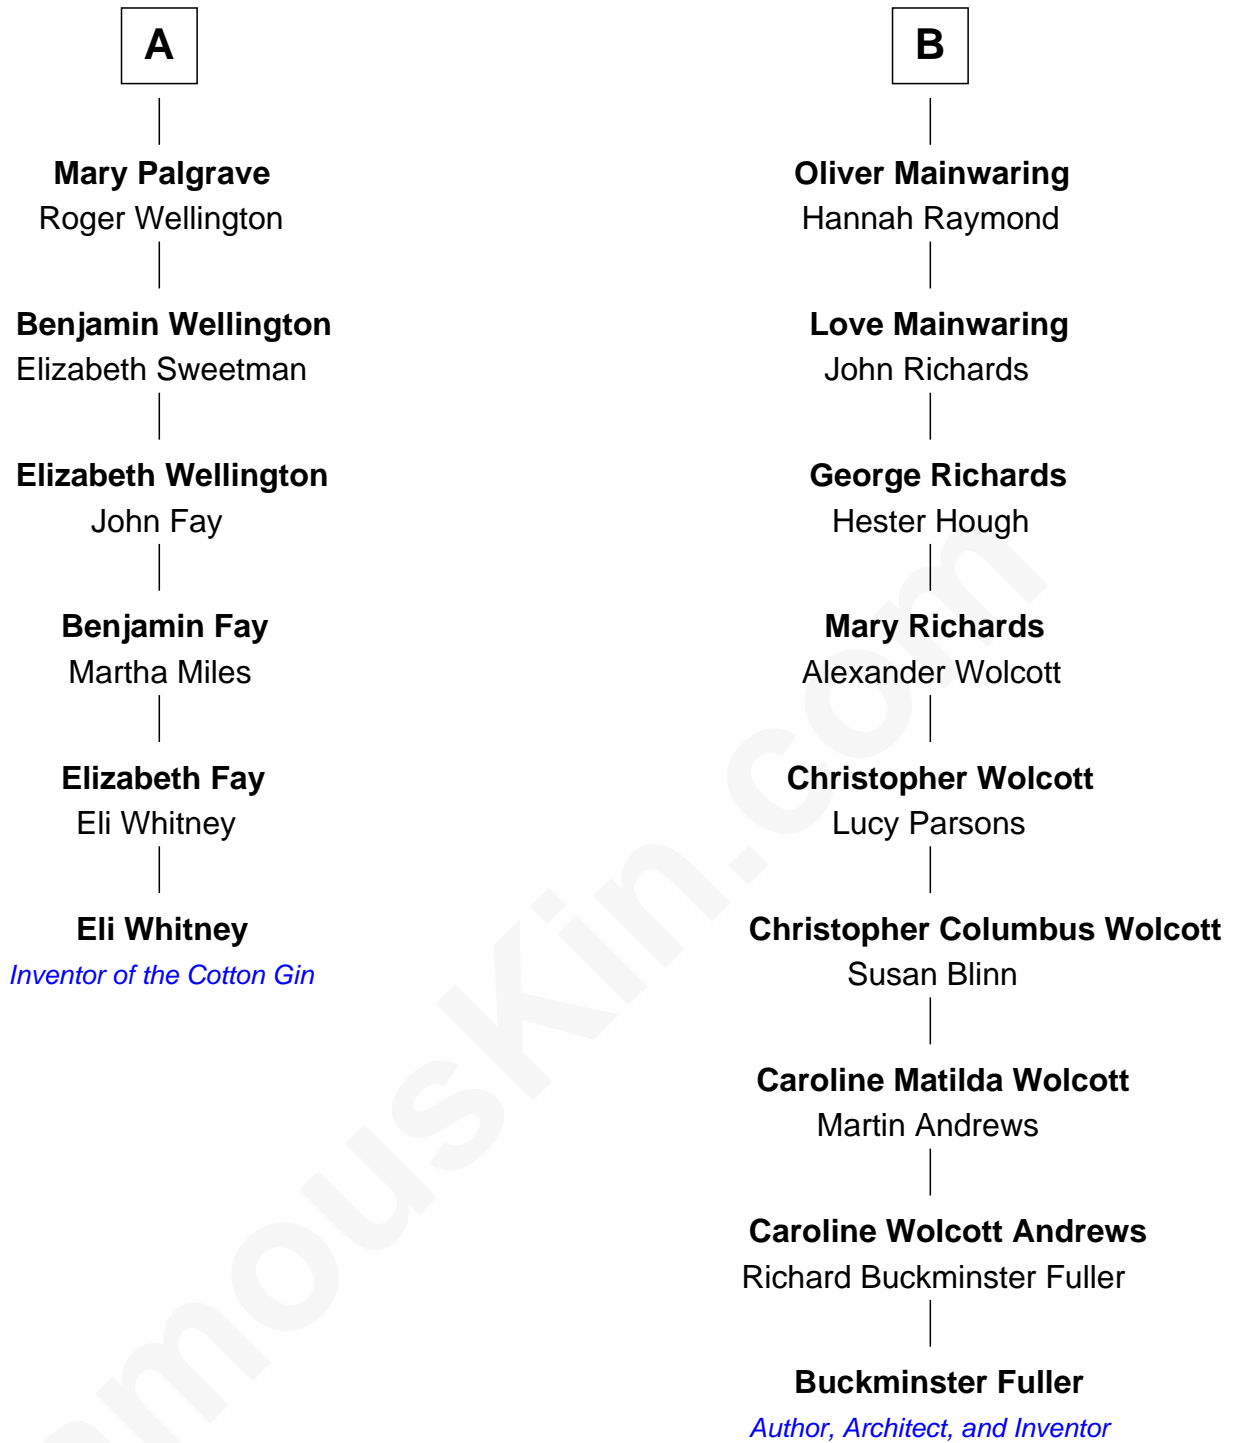 A
Mary Palgrave
Roger Wellington
Benjamin Wellington
Elizabeth Sweetman
Elizabeth Wellington
John Fay
Benjamin Fay
Martha Miles
Elizabeth Fay
Eli Whitney
Eli Whitney
Inventor of the Cotton Gin
B
Oliver Mainwaring
Hannah Raymond
Love Mainwaring
John Richards
George Richards
Hester Hough
Mary Richards
Alexander Wolcott
Christopher Wolcott
Lucy Parsons
Christopher Columbus Wolcott
Susan Blinn
Caroline Matilda Wolcott
Martin Andrews
Caroline Wolcott Andrews
Richard Buckminster Fuller
Buckminster Fuller
Author, Architect, and Inventor
amouskin.com